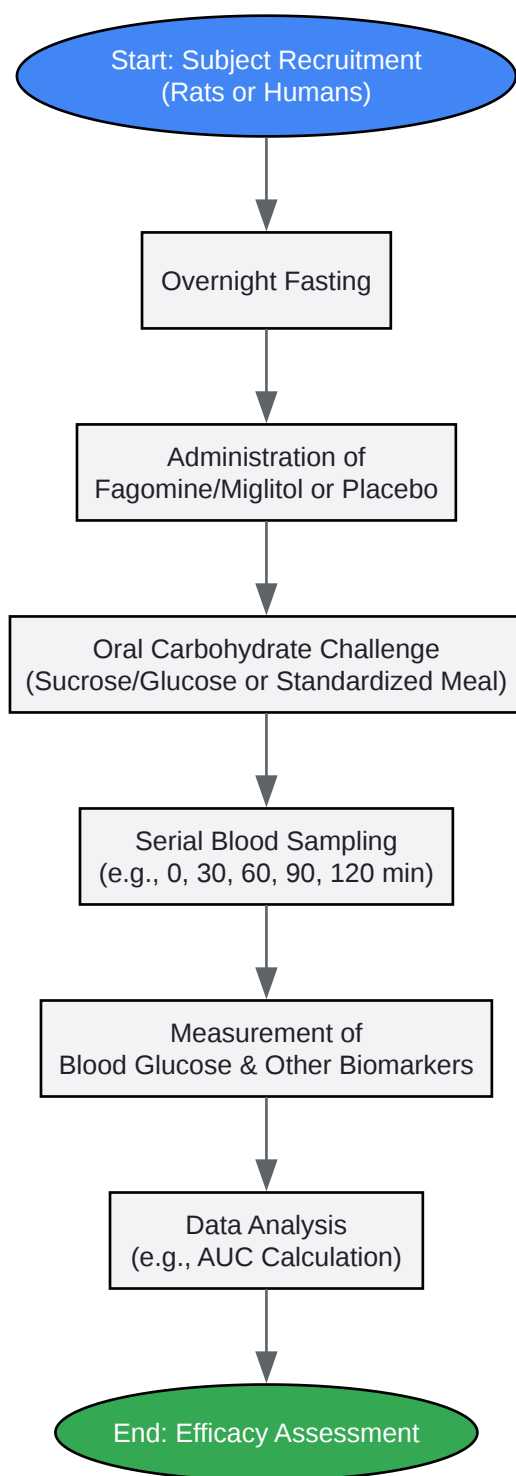 Start: Subject Recruitment
(Rats or Humans)
Overnight Fasting
Administration of
Fagomine/Miglitol or Placebo
Oral Carbohydrate Challenge
(Sucrose/Glucose or Standardized Meal)
Serial Blood Sampling
(e.g., 0, 30, 60, 90, 120 min)
Measurement of
Blood Glucose & Other Biomarkers
Data Analysis
(e.g., AUC Calculation)
End: Efficacy Assessment